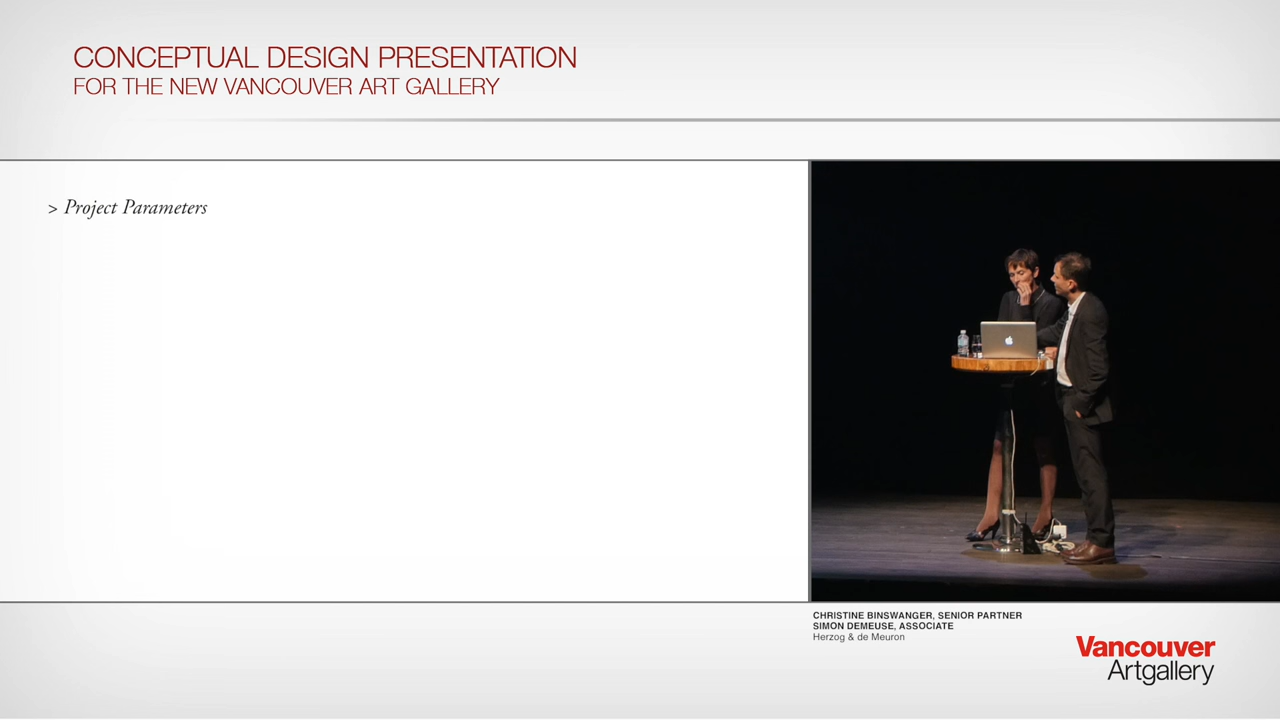 CONCEPTUAL DESIGN PRESENTATION
FOR THE NEW VANCOUVER ART GALLERY
> Project Parameters
CHRISTINE BINSWANGER, SENIOR PARTNER
SIMON DEMEUSE, ASSOCIATE
Herzog & de Meuron
Vancouver
Artgallery